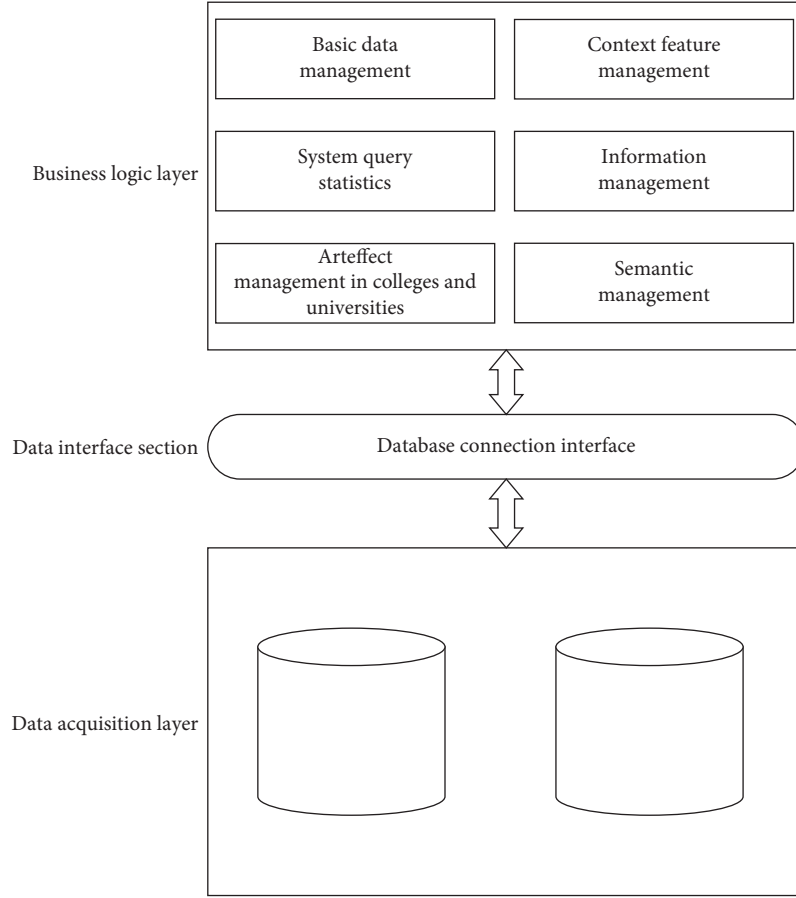 Basic data
management
Context feature
management
Business logic layer
System query
statistics
Information
management
Arteffect
management in colleges and
universities
Semantic
management
Data interface section
Database connection interface
Data acquisition layer